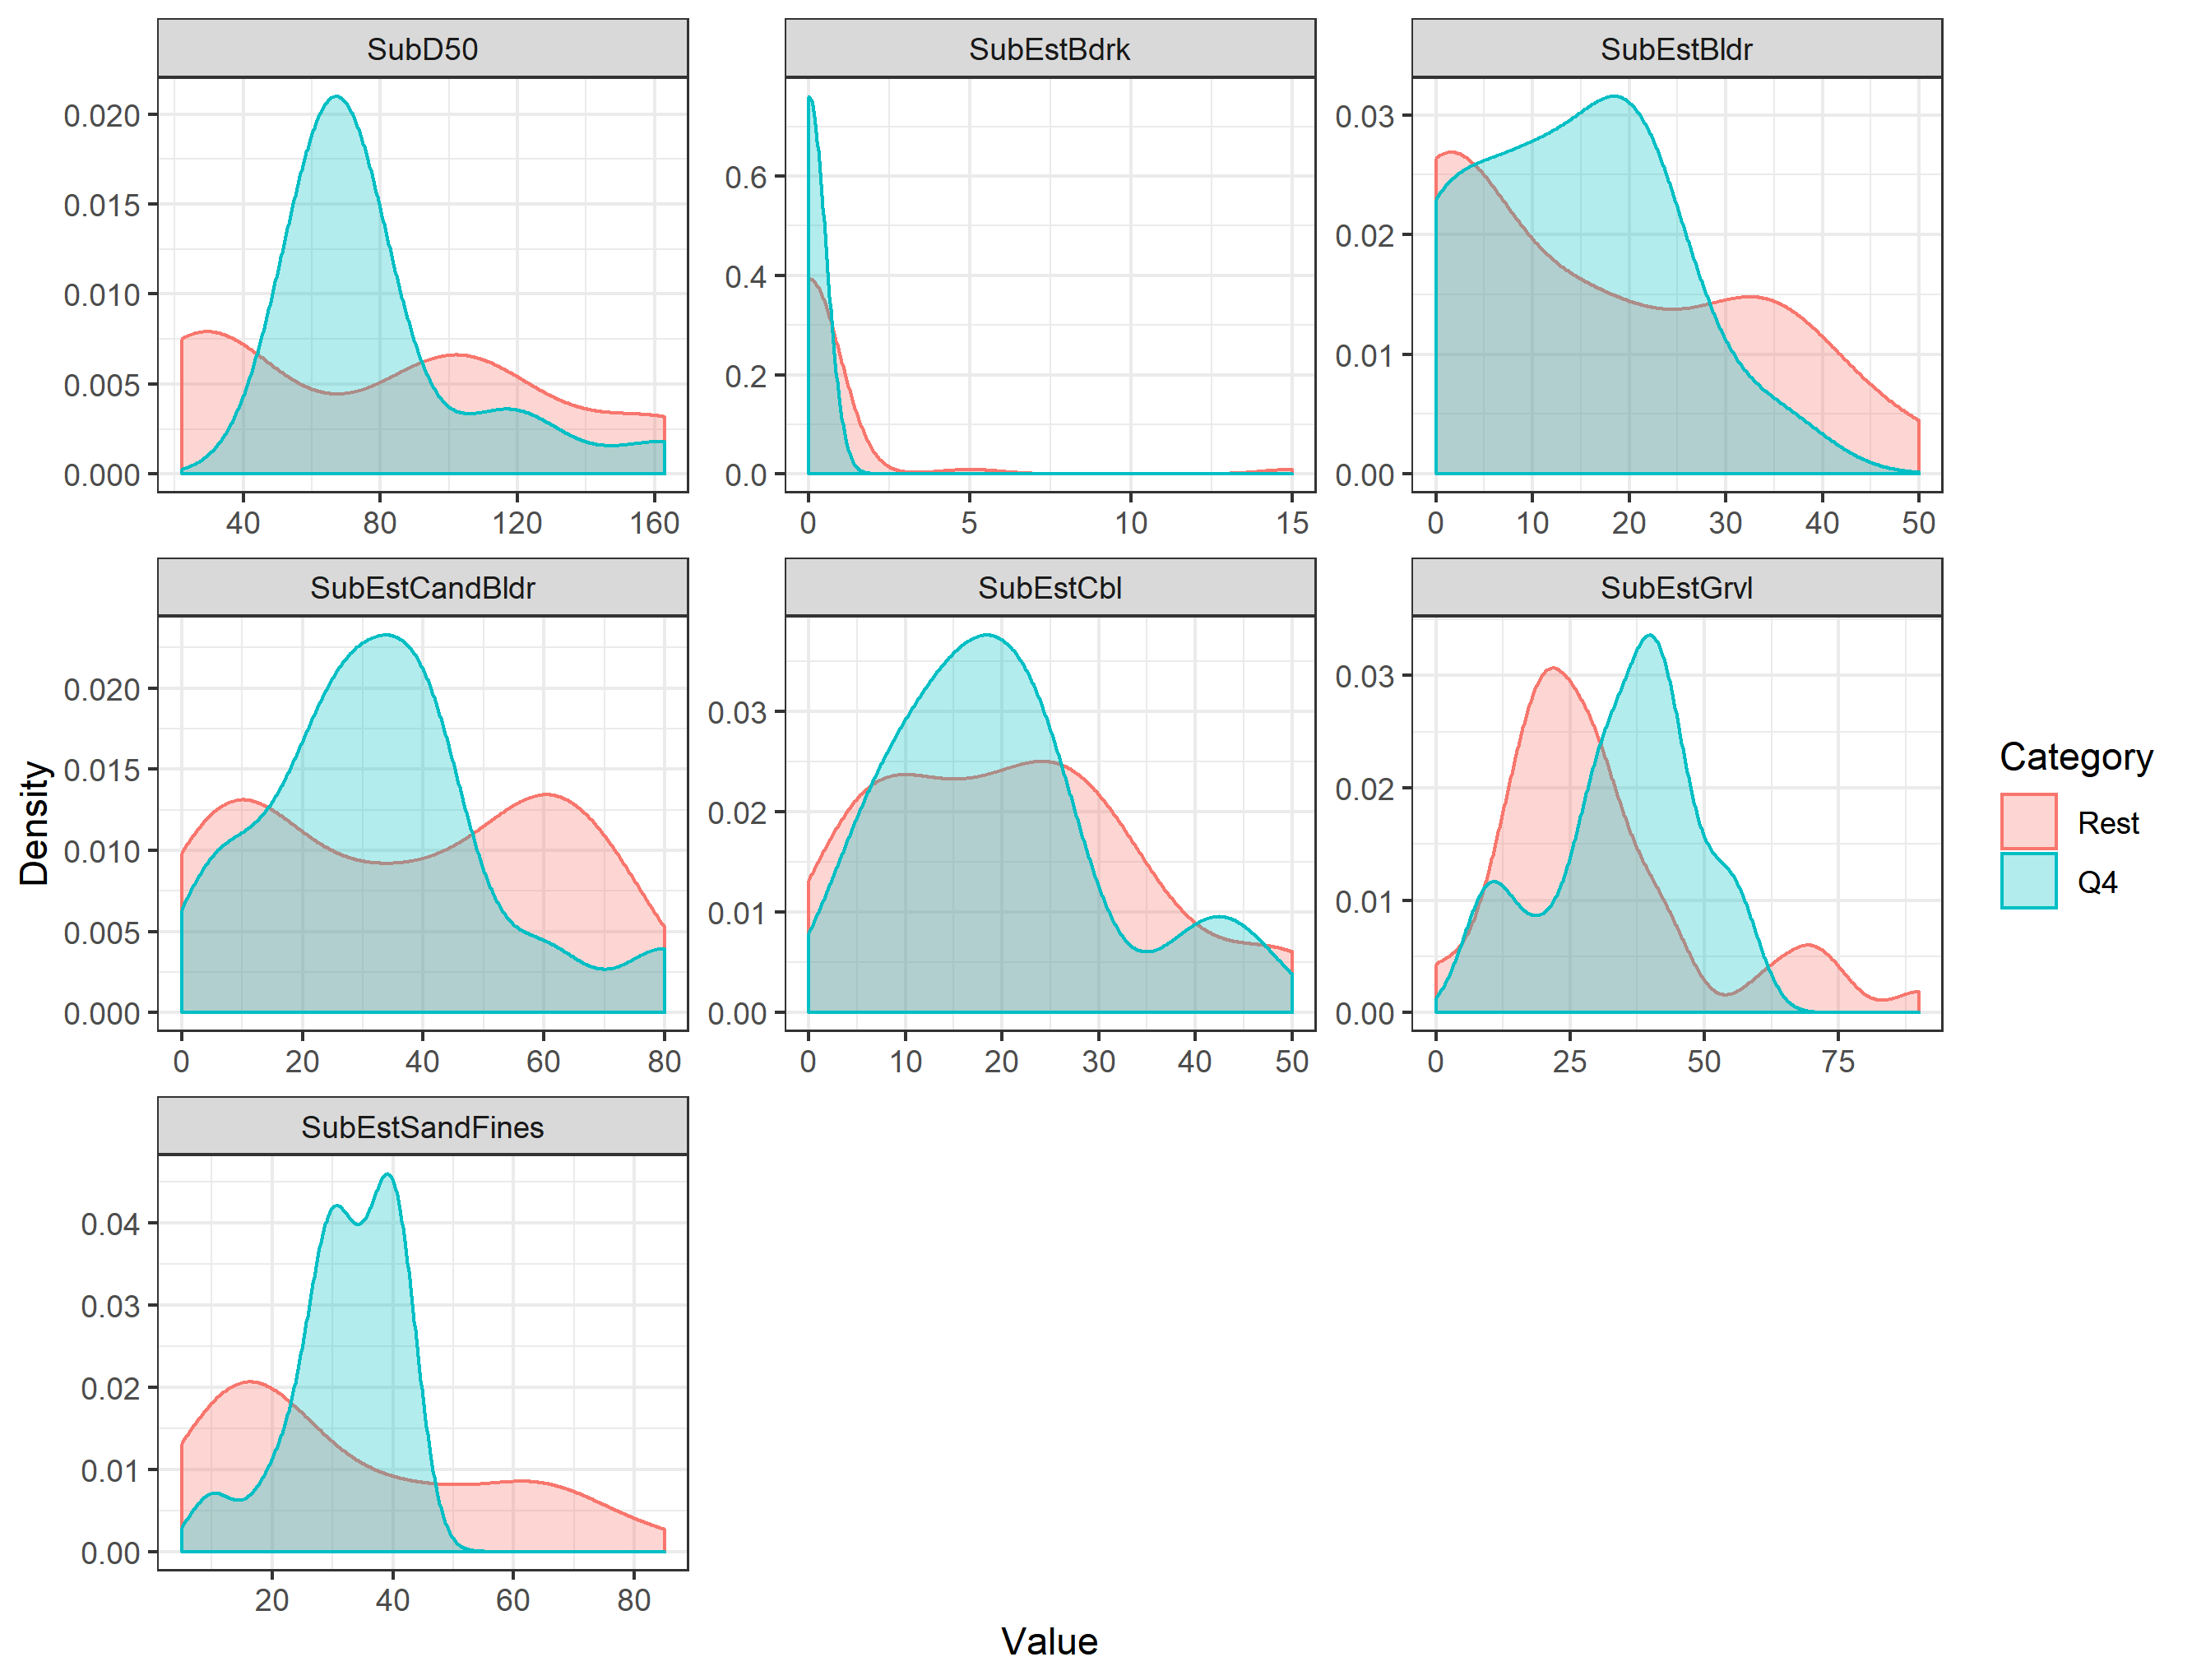 SubD50
SubEstBdrk
SubEstBldr
0.020
0.015
0.010
0.005
0.000
0.6
0.4
0.2
0.0
0.03
0.02
0.01
0.00
40 80 120 160
0 5 10 15
0 10 20 30 40 50
SubEstCandBldr
SubEstCbl
SubEstGrvl
0.020
0.015
0.010
0.005
0.000
0.03
0.02
0.01
0.00
0.03
0.02
0.01
0.00
0 20 40 60 80
0 10 20 30 40 50
0 25 50 75
SubEstSandFines
0.04
0.03
0.02
0.01
0.00
20 40 60 80
Density
Value
Category
Rest
Q4